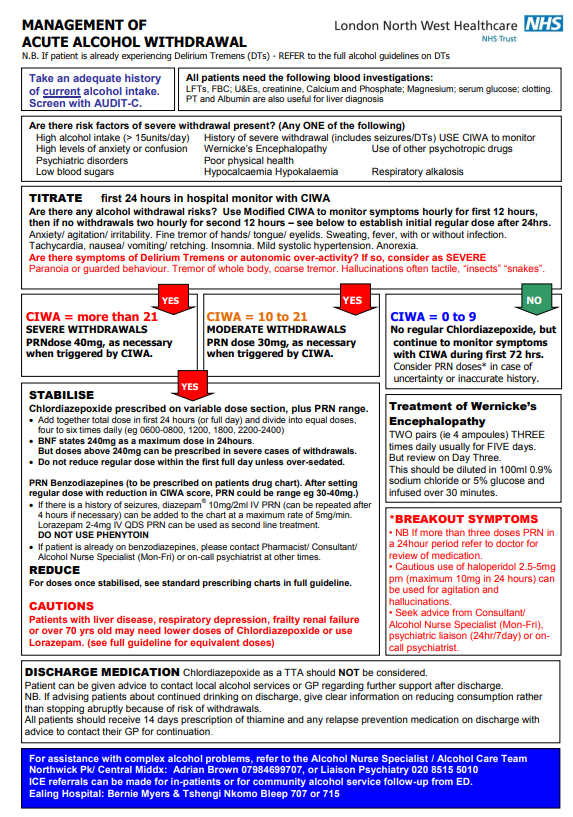 MANAGEMENT OF
ACUTE ALCOHOL WITHDRAWAL
London North West Healthcare NHS
NHS Trust
N.B. If patient is already experiencing Delirium Tremens (DTs) - REFER to the full alcohol guidelines on DTs
Take an adequate history
of current alcohol intake.
Screen with AUDIT-C.
All patients need the following blood investigations:
LFTs, FBC; U&Es, creatinine, Calcium and Phosphate; Magnesium; serum glucose; clotting.
PT and Albumin are also useful for liver diagnosis
Are there risk factors of severe withdrawal present? (Any ONE of the following)
High alcohol intake (> 15units/day) History of severe withdrawal (includes seizures/DTs) USE CIWA to monitor
High levels of anxiety or confusion Wernicke's Encephalopathy Use of other psychotropic drugs
Psychiatric disorders Poor physical health
Low blood sugars Hypocalcaemia Hypokalaemia Respiratory alkalosis
TITRATE first 24 hours in hospital monitor with CIWA
Are there any alcohol withdrawal risks? Use Modified CIWA to monitor symptoms hourly for first 12 hours,
then if no withdrawals two hourly for second 12 hours – see below to establish initial regular dose after 24hrs.
Anxiety/ agitation/ irritability. Fine tremor of hands/ tongue/ eyelids. Sweating, fever, with or without infection.
Tachycardia, nausea/ vomiting/ retching. Insomnia. Mild systolic hypertension. Anorexia.
Are there symptoms of Delirium Tremens or autonomic over-activity? If so, consider as SEVERE
Paranoia or guarded behaviour. Tremor of whole body, coarse tremor. Hallucinations often tactile, "insects" "snakes".
YES
CIWA = more than 21
SEVERE WITHDRAWALS
PRNdose 40mg, as necessary
when triggered by CIWA.
YES
CIWA = 10 to 21
MODERATE WITHDRAWALS
PRN dose 30mg, as necessary
when triggered by CIWA.
NO
CIWA = 0 to 9
No regular Chlordiazepoxide, but
continue to monitor symptoms
with CIWA during first 72 hrs.
Consider PRN doses* in case of
uncertainty or inaccurate history.
YES
STABILISE
Chlordiazepoxide prescribed on variable dose section, plus PRN range.
• Add together total dose in first 24 hours (or full day) and divide into equal doses,
four to six times daily (eg 0600-0800, 1200, 1800, 2200-2400)
• BNF states 240mg as a maximum dose in 24hours.
But doses above 240mg can be prescribed in severe cases of withdrawals.
• Do not reduce regular dose within the first full day unless over-sedated.
PRN Benzodiazepines (to be prescribed on patients drug chart). After setting
regular dose with reduction in CIWA score, PRN could be range eg 30-40mg.)
• If there is a history of seizures, diazepam® 10mg/2ml IV PRN (can be repeated after
4 hours if necessary) can be added to the chart at a maximum rate of 5mg/min.
Lorazepam 2-4mg IV QDS PRN can be used as second line treatment.
DO NOT USE PHENYTOIN
• If patient is already on benzodiazepines, please contact Pharmacist/ Consultant/
Alcohol Nurse Specialist (Mon-Fri) or on-call psychiatrist at other times.
REDUCE
For doses once stabilised, see standard prescribing charts in full guideline.
CAUTIONS
Patients with liver disease, respiratory depression, frailty renal failure
or over 70 yrs old may need lower doses of Chlordiazepoxide or use
Lorazepam. (see full guideline for equivalent doses)
Treatment of Wernicke's
Encephalopathy
TWO pairs (ie 4 ampoules) THREE
times daily usually for FIVE days.
But review on Day Three.
This should be diluted in 100ml 0.9%
sodium chloride or 5% glucose and
infused over 30 minutes.
*BREAKOUT SYMPTOMS
• NB If more than three doses PRN in
a 24hour period refer to doctor for
review of medication.
• Cautious use of haloperidol 2.5-5mg
pm (maximum 10mg in 24 hours) can
be used for agitation and
hallucinations.
• Seek advice from Consultant/
Alcohol Nurse Specialist (Mon-Fri),
psychiatric liaison (24hr/7day) or on-
call psychiatrist.
DISCHARGE MEDICATION Chlordiazepoxide as a TTA should NOT be considered.
Patient can be given advice to contact local alcohol services or GP regarding further support after discharge.
NB. If advising patients about continued drinking on discharge, give clear information on reducing consumption rather
than stopping abruptly because of risk of withdrawals.
All patients should receive 14 days prescription of thiamine and any relapse prevention medication on discharge with
advice to contact their GP for continuation.
For assistance with complex alcohol problems, refer to the Alcohol Nurse Specialist / Alcohol Care Team
Northwick Pk/ Central Middx: Adrian Brown 07984699707, or Liaison Psychiatry 020 8515 5010
ICE referrals can be made for in-patients or for community alcohol service follow-up from ED.
Ealing Hospital: Bernie Myers & Tshengi Nkomo Bleep 707 or 715